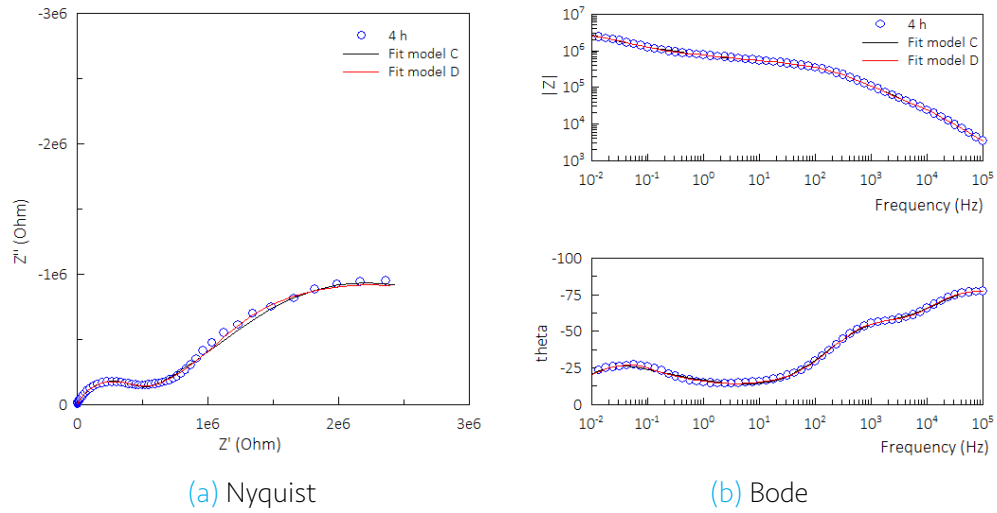 -3e6
-2e6
-1e6
0
Z'' (Ohm)
4 h
Fit model C
Fit model D
0
1e6
2e6
3e6
Z' (Ohm)
(a) Nyquist
10^7
10^6
10^5
10^4
10^3
|Z|
4 h
Fit model C
Fit model D
10^-2
10^-1
10^0
10^1
10^2
10^3
10^4
10^5
Frequency (Hz)
-100
-75
-50
-25
0
theta
10^-2
10^-1
10^0
10^1
10^2
10^3
10^4
10^5
Frequency (Hz)
(b) Bode